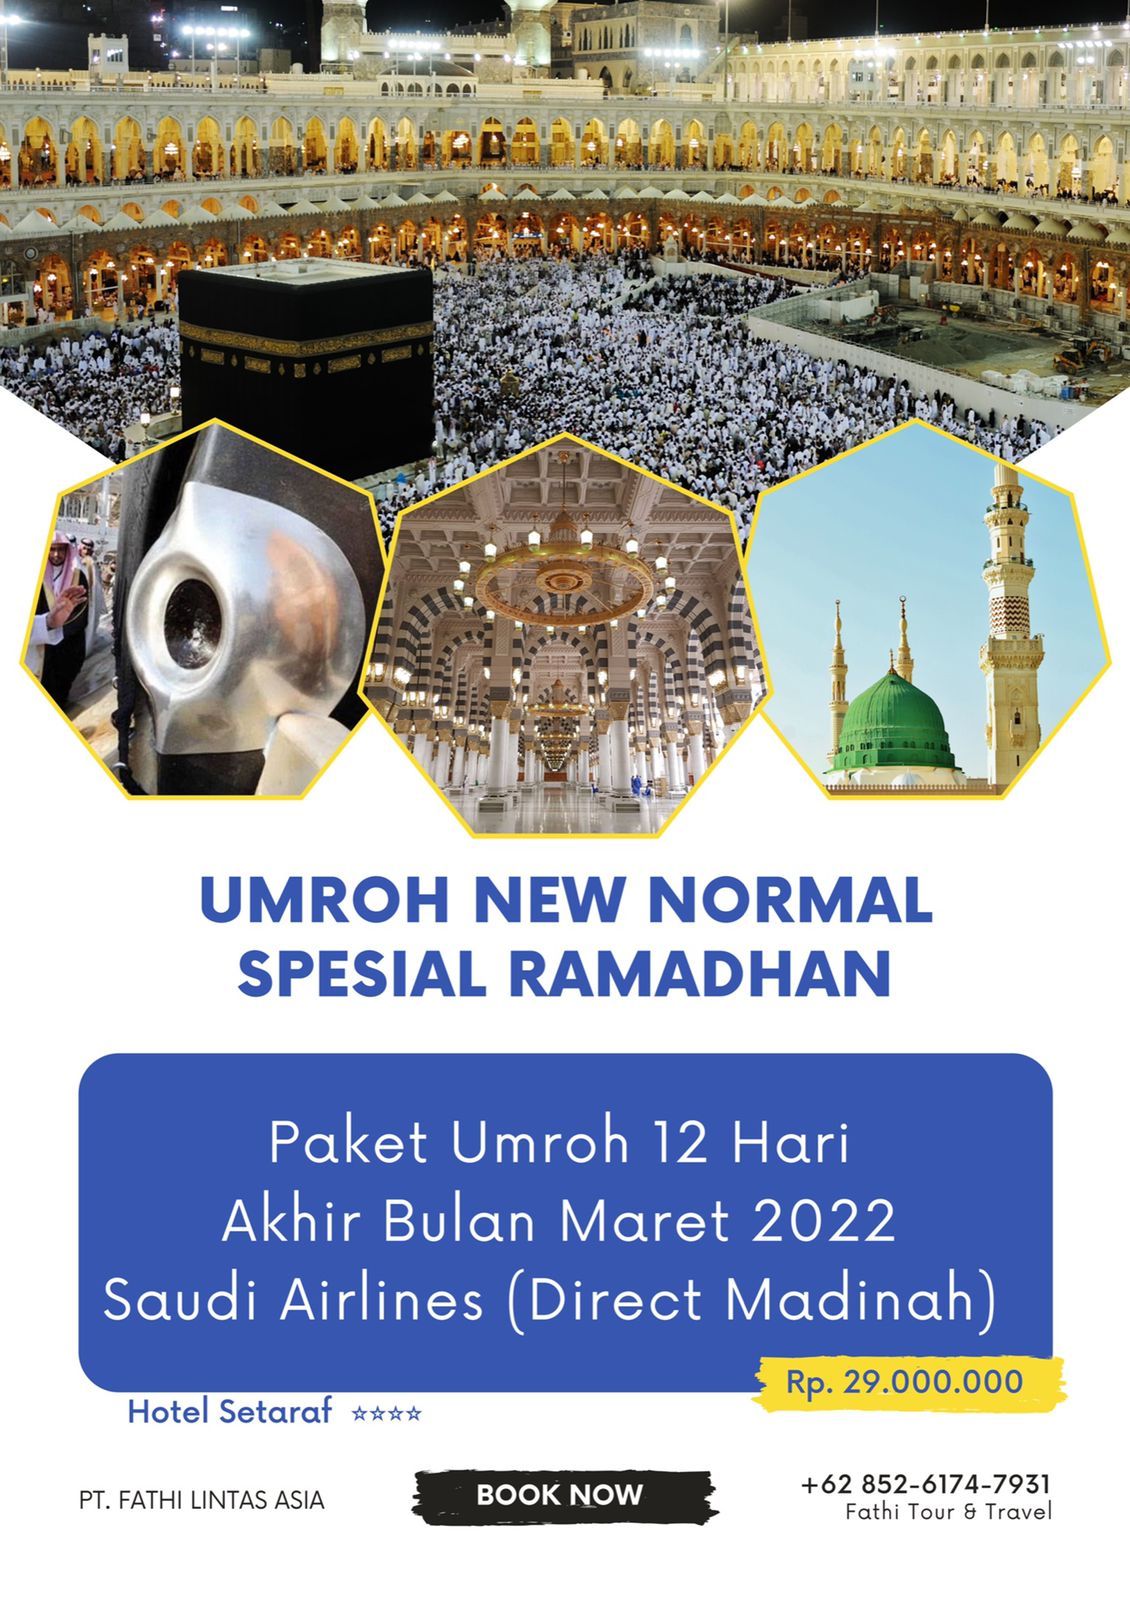 UMROH NEW NORMAL
SPESIAL RAMADHAN
Paket Umroh 12 Hari
Akhir Bulan Maret 2022
Saudi Airlines (Direct Madinah)
Rp. 29.000.000
Hotel Setaraf ☆☆☆☆
PT. FATHI LINTAS ASIA
BOOK NOW
+62 852-6174-7931
Fathi Tour & Travel